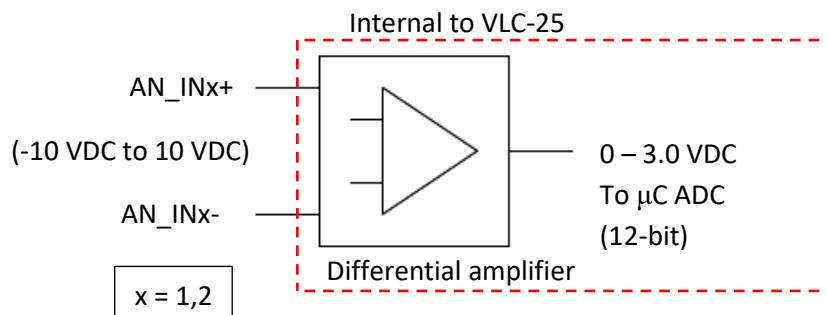 Internal to VLC-25
AN_INx+
(-10 VDC to 10 VDC)
AN_INx-
0 – 3.0 VDC
To μC ADC
(12-bit)
Differential amplifier
x = 1,2